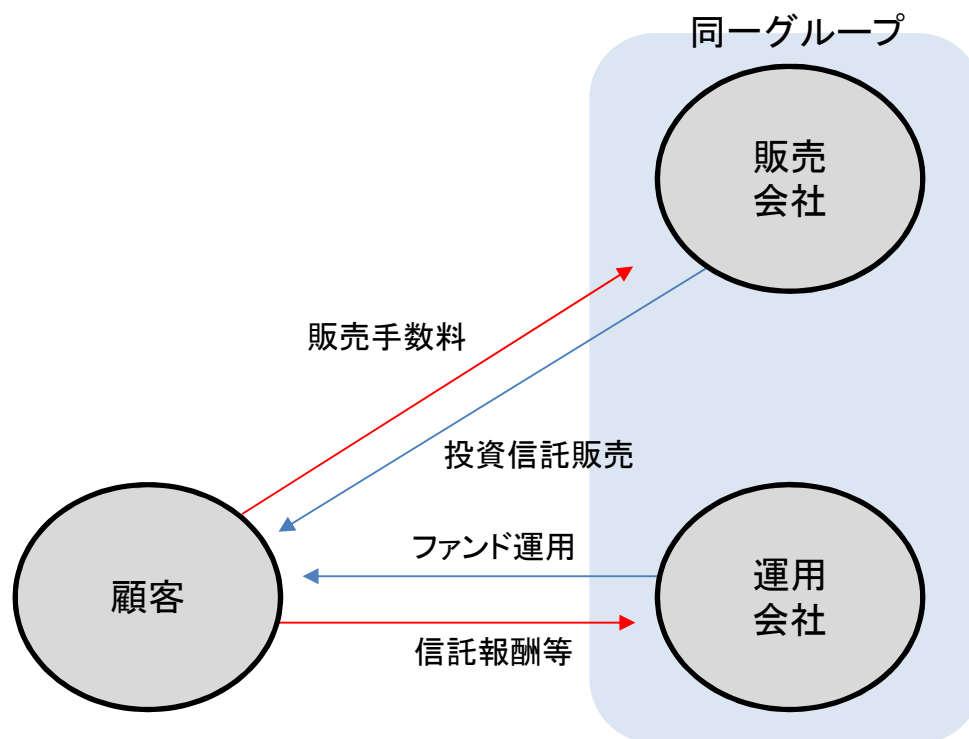 同一グループ
販売
会社
販売手数料
投資信託販売
ファンド運用
顧客
運用
会社
信託報酬等